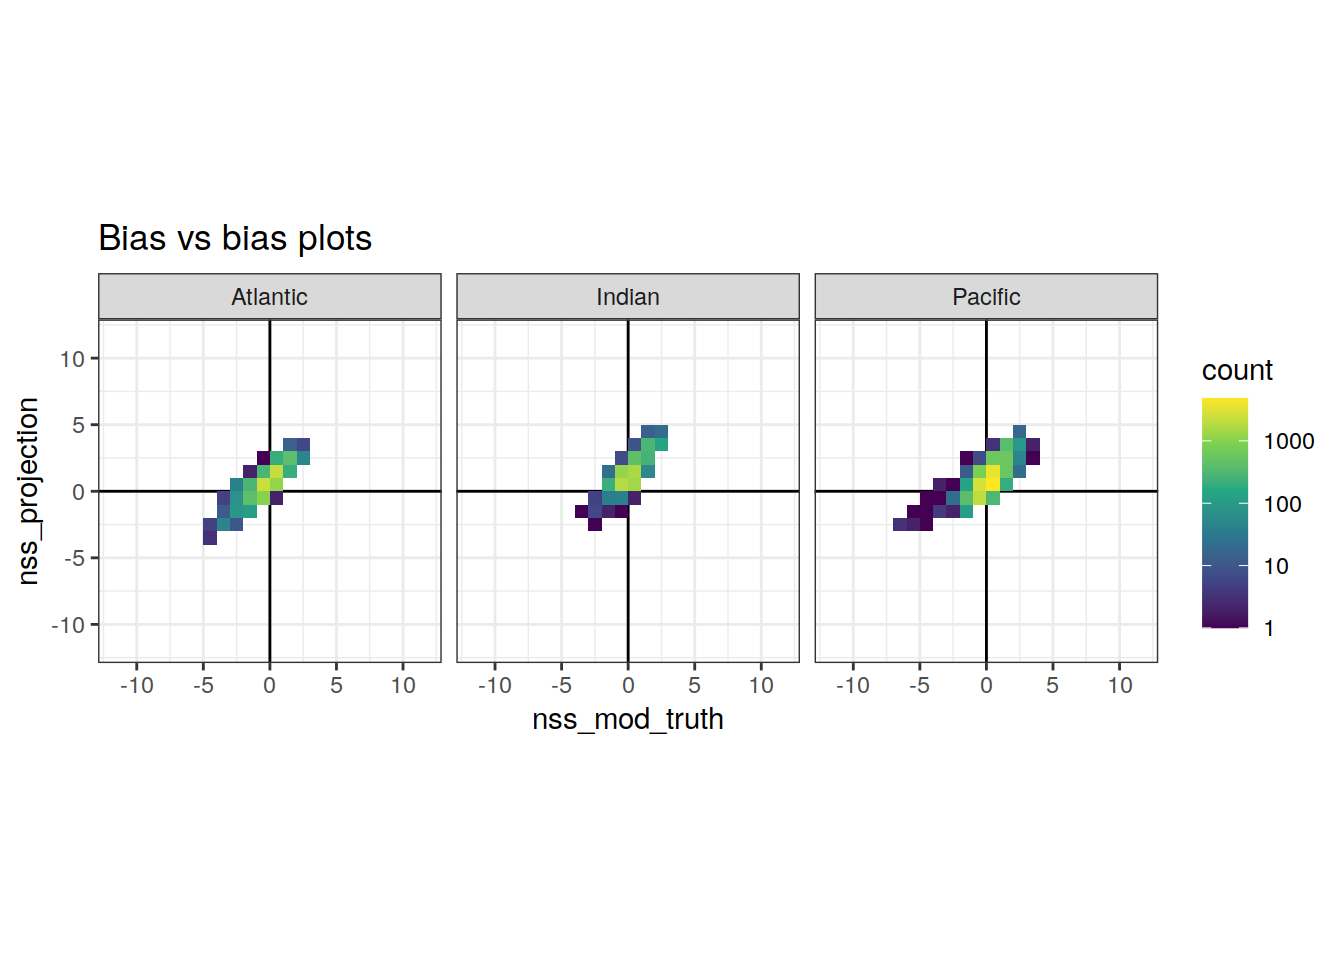 Bias vs bias plots
Atlantic
Indian
Pacific
10
5
0
-5
-10
nss_projection
-10 -5 0 5 10
-10 -5 0 5 10
-10 -5 0 5 10
nss_mod_truth
count
1000
100
10
1